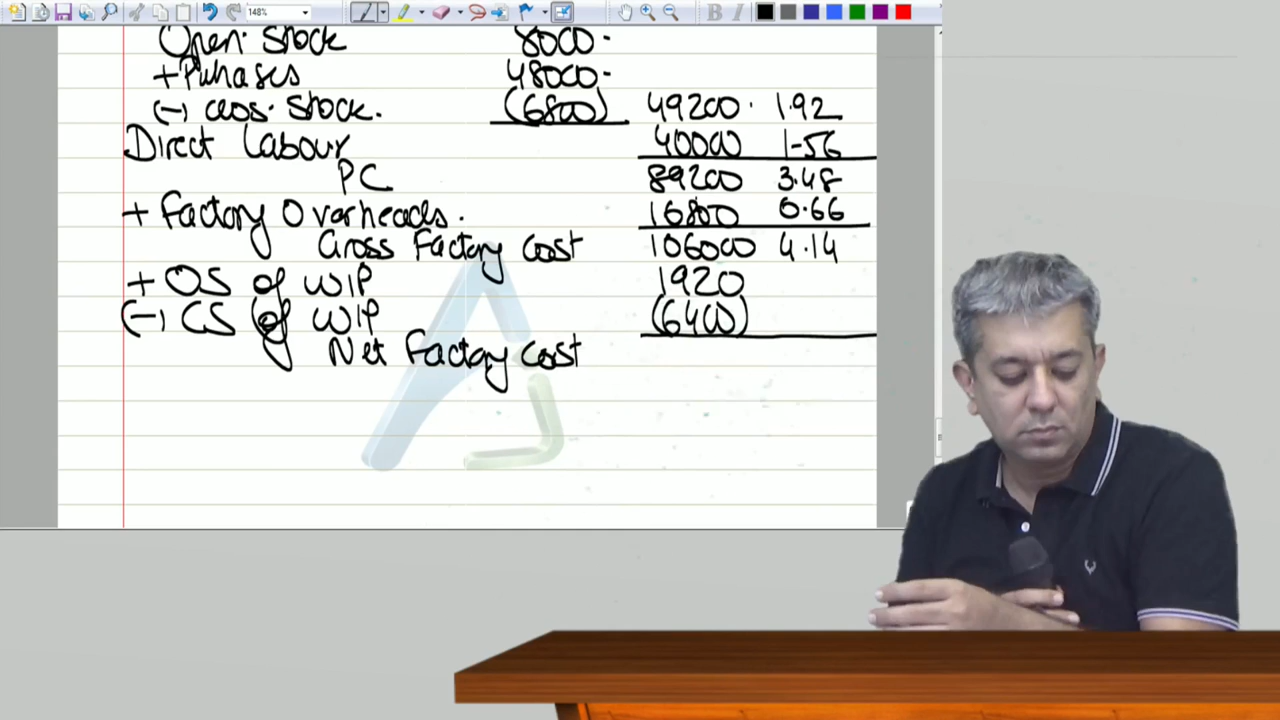 148%
Open. Stock 8000.
+ Puhases 48000.
(-) clos. stock. (6800) 49200. 1.92
Direct Labour 40000 1-56
PC 89200 3.48
+ Factory Overheads. 16800 0.66
Gross Factory cost 106000 4.14
+ OS of WIP 1920
(-) CS of WIP (6400)
Net Factory cost